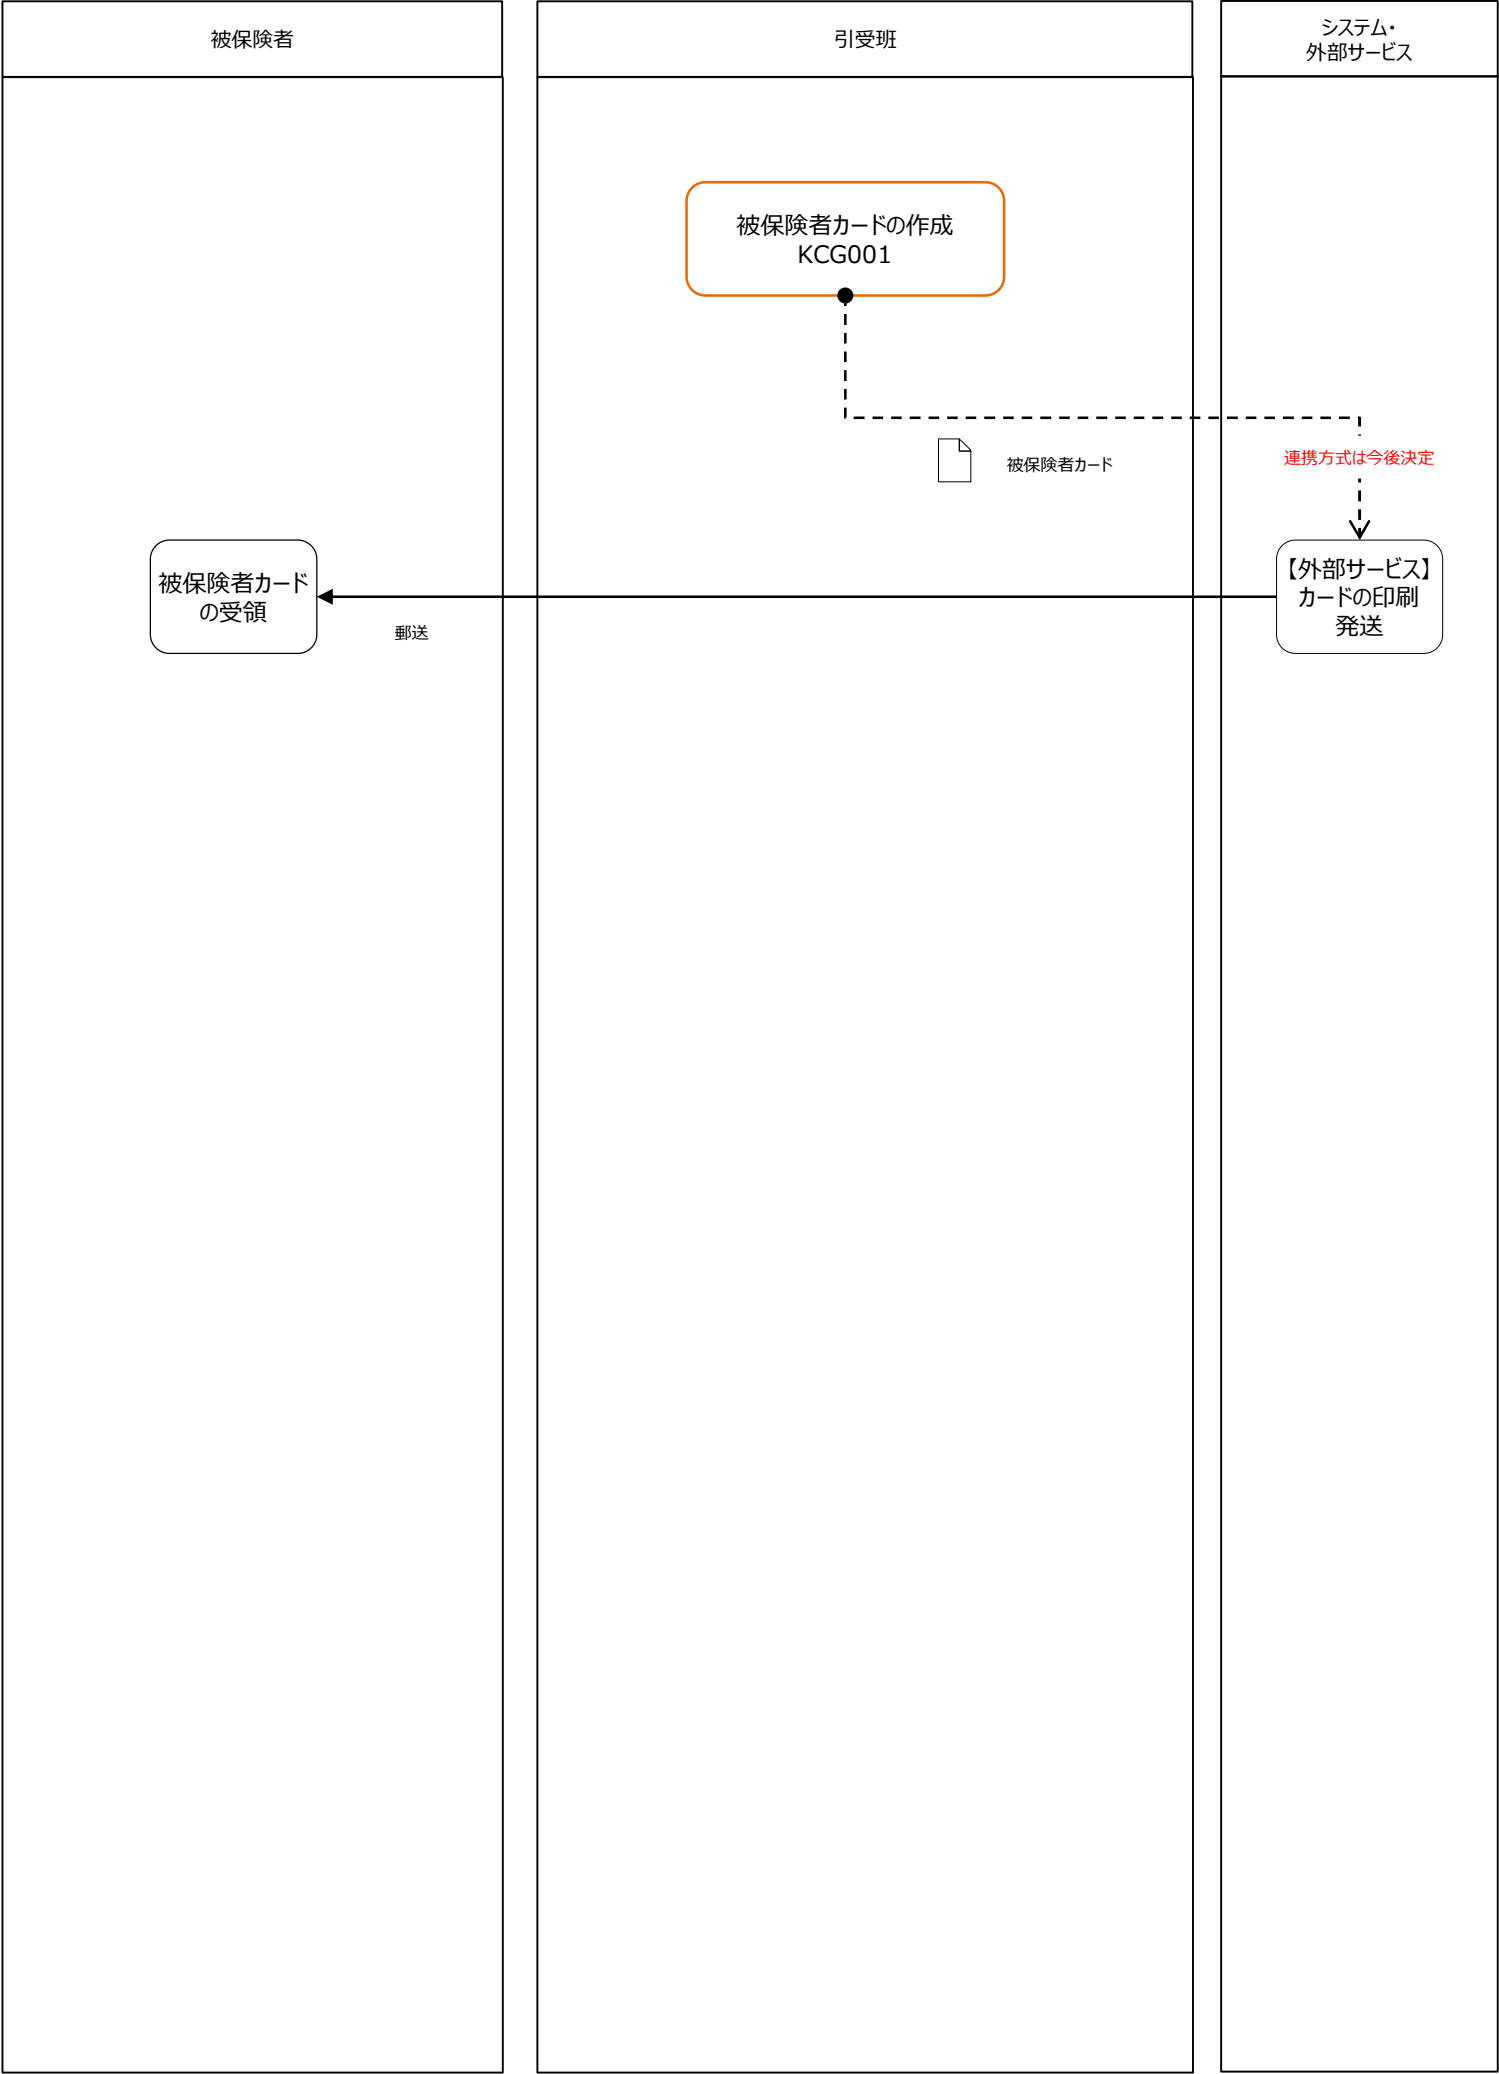 被保険者
引受班
システム・
外部サービス
被保険者カードの作成
KCG001
被保険者カード
連携方式は今後決定
被保険者カード
の受領
郵送
【外部サービス】
カードの印刷
発送